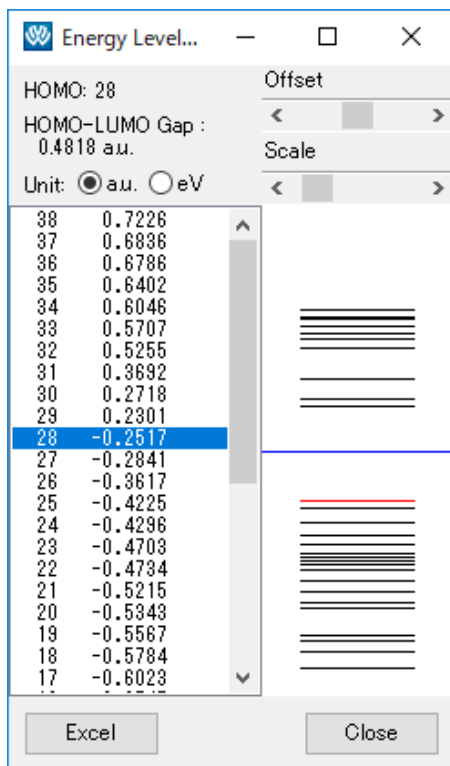 Energy Level...
HOMO: 28
HOMO-LUMO Gap :
0.4818 a.u.
Unit: a.u. eV
Offset
Scale
38 0.7226
37 0.6836
36 0.6786
35 0.6402
34 0.6046
33 0.5707
32 0.5255
31 0.3692
30 0.2718
29 0.2301
28 -0.2517
27 -0.2841
26 -0.3617
25 -0.4225
24 -0.4296
23 -0.4703
22 -0.4734
21 -0.5215
20 -0.5343
19 -0.5567
18 -0.5784
17 -0.6023
Excel
Close